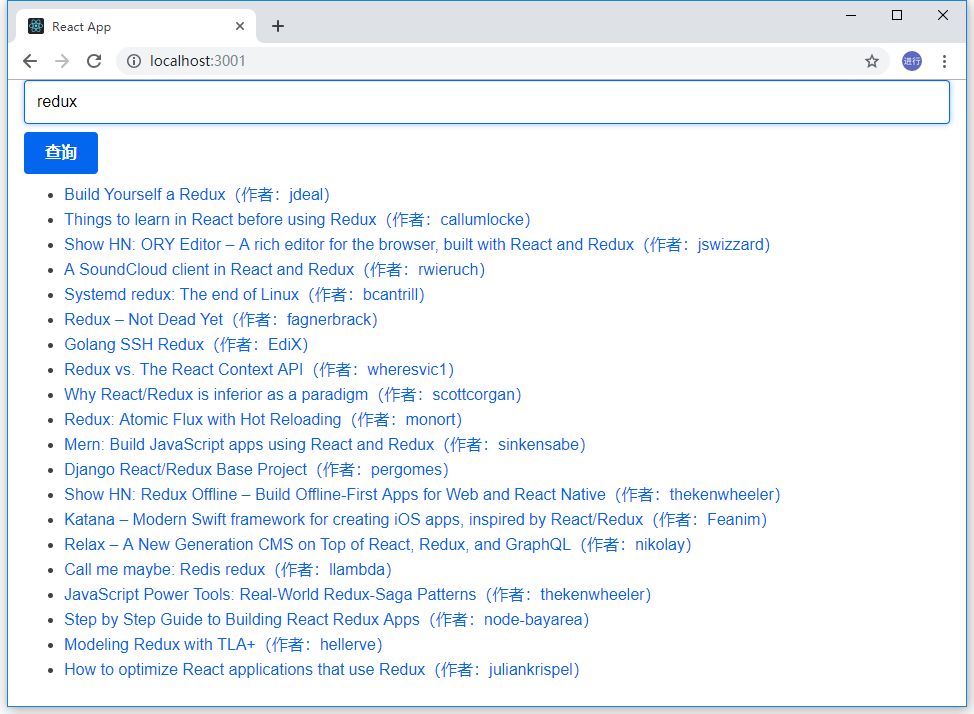 React App
localhost:3001
进行
redux
查询
Build Yourself a Redux（作者：jdeal）
Things to learn in React before using Redux（作者：callumlocke）
Show HN: ORY Editor – A rich editor for the browser, built with React and Redux（作者：jswizzard）
A SoundCloud client in React and Redux（作者：rwieruch）
Systemd redux: The end of Linux（作者：bcantrill）
Redux – Not Dead Yet（作者：fagnerbrack）
Golang SSH Redux（作者：EdiX）
Redux vs. The React Context API（作者：wheresvic1）
Why React/Redux is inferior as a paradigm（作者：scottcorgan）
Redux: Atomic Flux with Hot Reloading（作者：monort）
Mern: Build JavaScript apps using React and Redux（作者：sinkensabe）
Django React/Redux Base Project（作者：pergomes）
Show HN: Redux Offline – Build Offline-First Apps for Web and React Native（作者：thekenwheeler）
Katana – Modern Swift framework for creating iOS apps, inspired by React/Redux（作者：Feanim）
Relax – A New Generation CMS on Top of React, Redux, and GraphQL（作者：nikolay）
Call me maybe: Redis redux（作者：llambda）
JavaScript Power Tools: Real-World Redux-Saga Patterns（作者：thekenwheeler）
Step by Step Guide to Building React Redux Apps（作者：node-bayarea）
Modeling Redux with TLA+（作者：hellerve）
How to optimize React applications that use Redux（作者：juliankrispel）